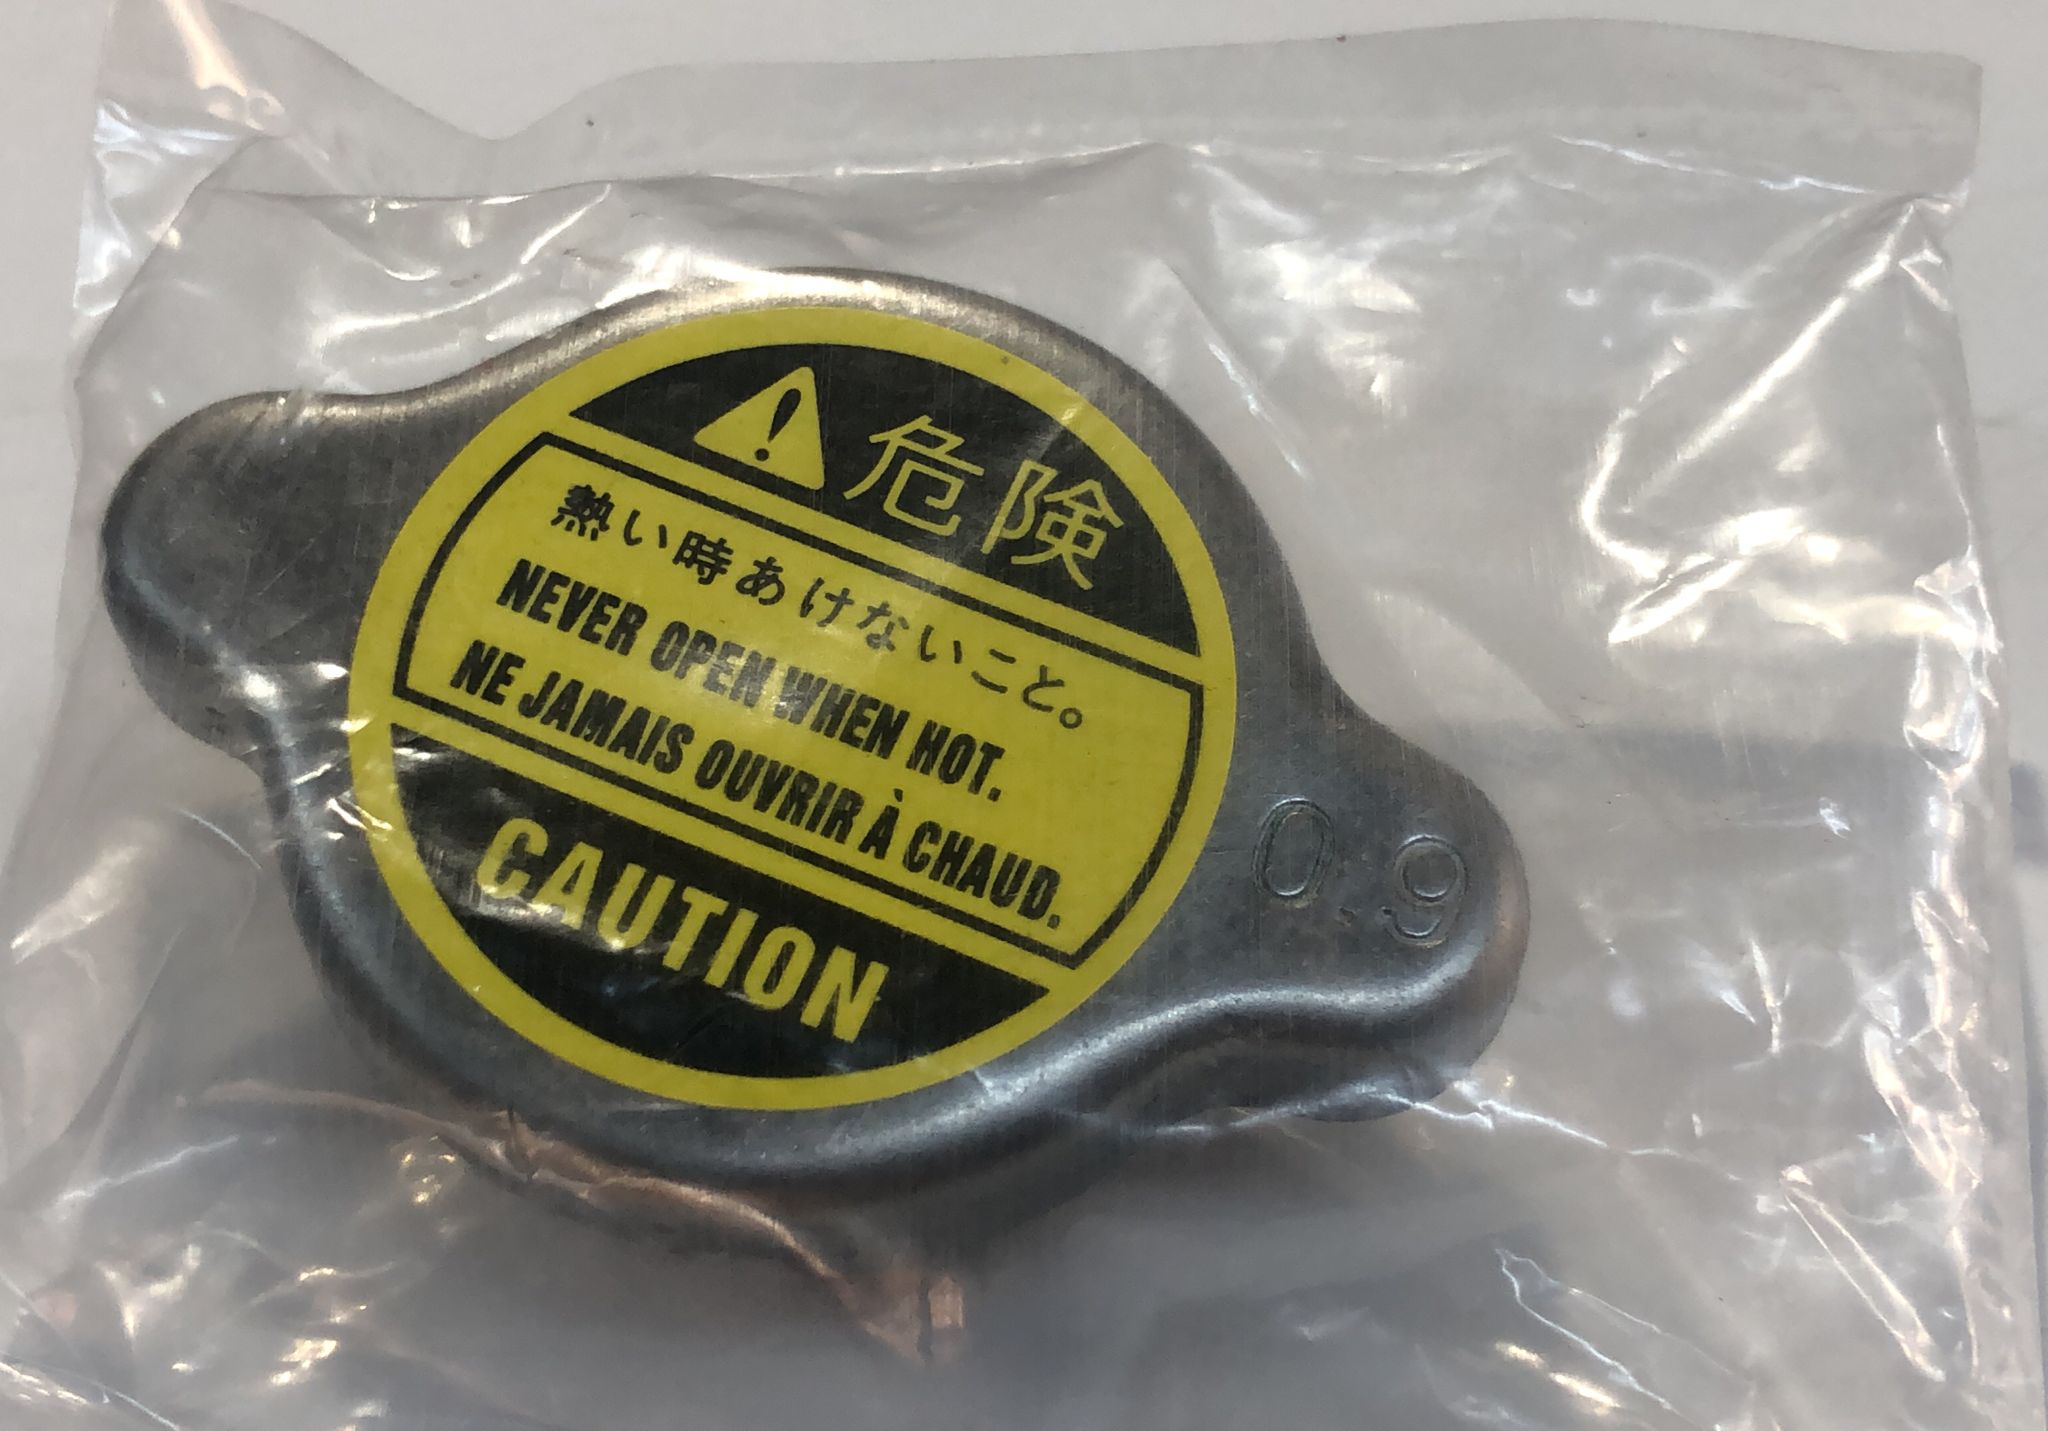 危険
熱い時あけないこと。
NEVER OPEN WHEN HOT.
NE JAMAIS OUVRIR À CHAUD.
CAUTION
0.9